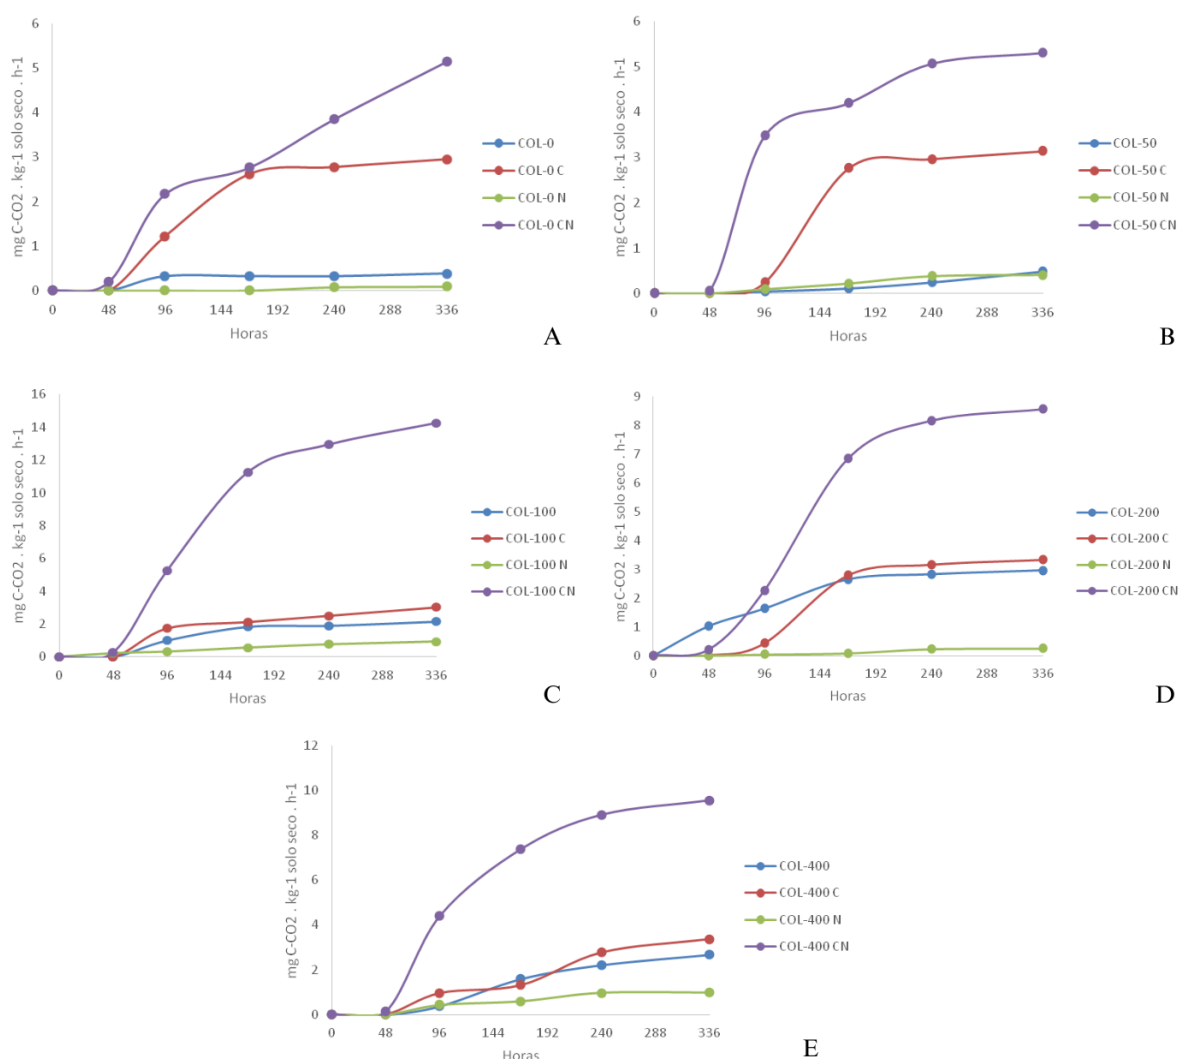 6
5
4
3
2
1
0
mg C-CO2 . kg-1 solo seco . h-1
0 48 96 144 192 240 288 336
Horas
COL-0
COL-0 C
COL-0 N
COL-0 CN
A
6
5
4
3
2
1
0
mg C-CO2 . kg-1 solo seco . h-1
0 48 96 144 192 240 288 336
Horas
COL-50
COL-50 C
COL-50 N
COL-50 CN
B
16
14
12
10
8
6
4
2
0
mg C-CO2 . kg-1 solo seco . h-1
0 48 96 144 192 240 288 336
Horas
COL-100
COL-100 C
COL-100 N
COL-100 CN
C
9
8
7
6
5
4
3
2
1
0
mg C-CO2 . kg-1 solo seco . h-1
0 48 96 144 192 240 288 336
Horas
COL-200
COL-200 C
COL-200 N
COL-200 CN
D
12
10
8
6
4
2
0
mg C-CO2 . kg-1 solo seco . h-1
0 48 96 144 192 240 288 336
Horas
COL-400
COL-400 C
COL-400 N
COL-400 CN
E